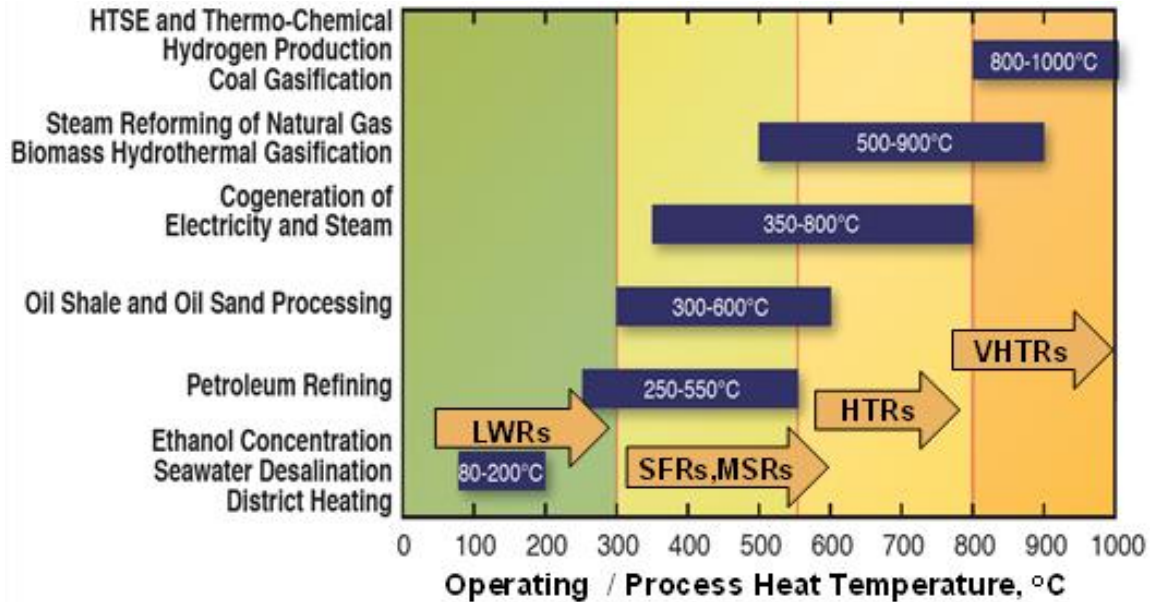 HTSE and Thermo-Chemical
Hydrogen Production
Coal Gasification
800-1000°C
Steam Reforming of Natural Gas
Biomass Hydrothermal Gasification
500-900°C
Cogeneration of
Electricity and Steam
350-800°C
Oil Shale and Oil Sand Processing
300-600°C
VHTRs
Petroleum Refining
250-550°C
HTRs
LWRs
Ethanol Concentration
Seawater Desalination
District Heating
80-200°C
SFRs,MSRs
0 100 200 300 400 500 600 700 800 900 1000
Operating / Process Heat Temperature, °C